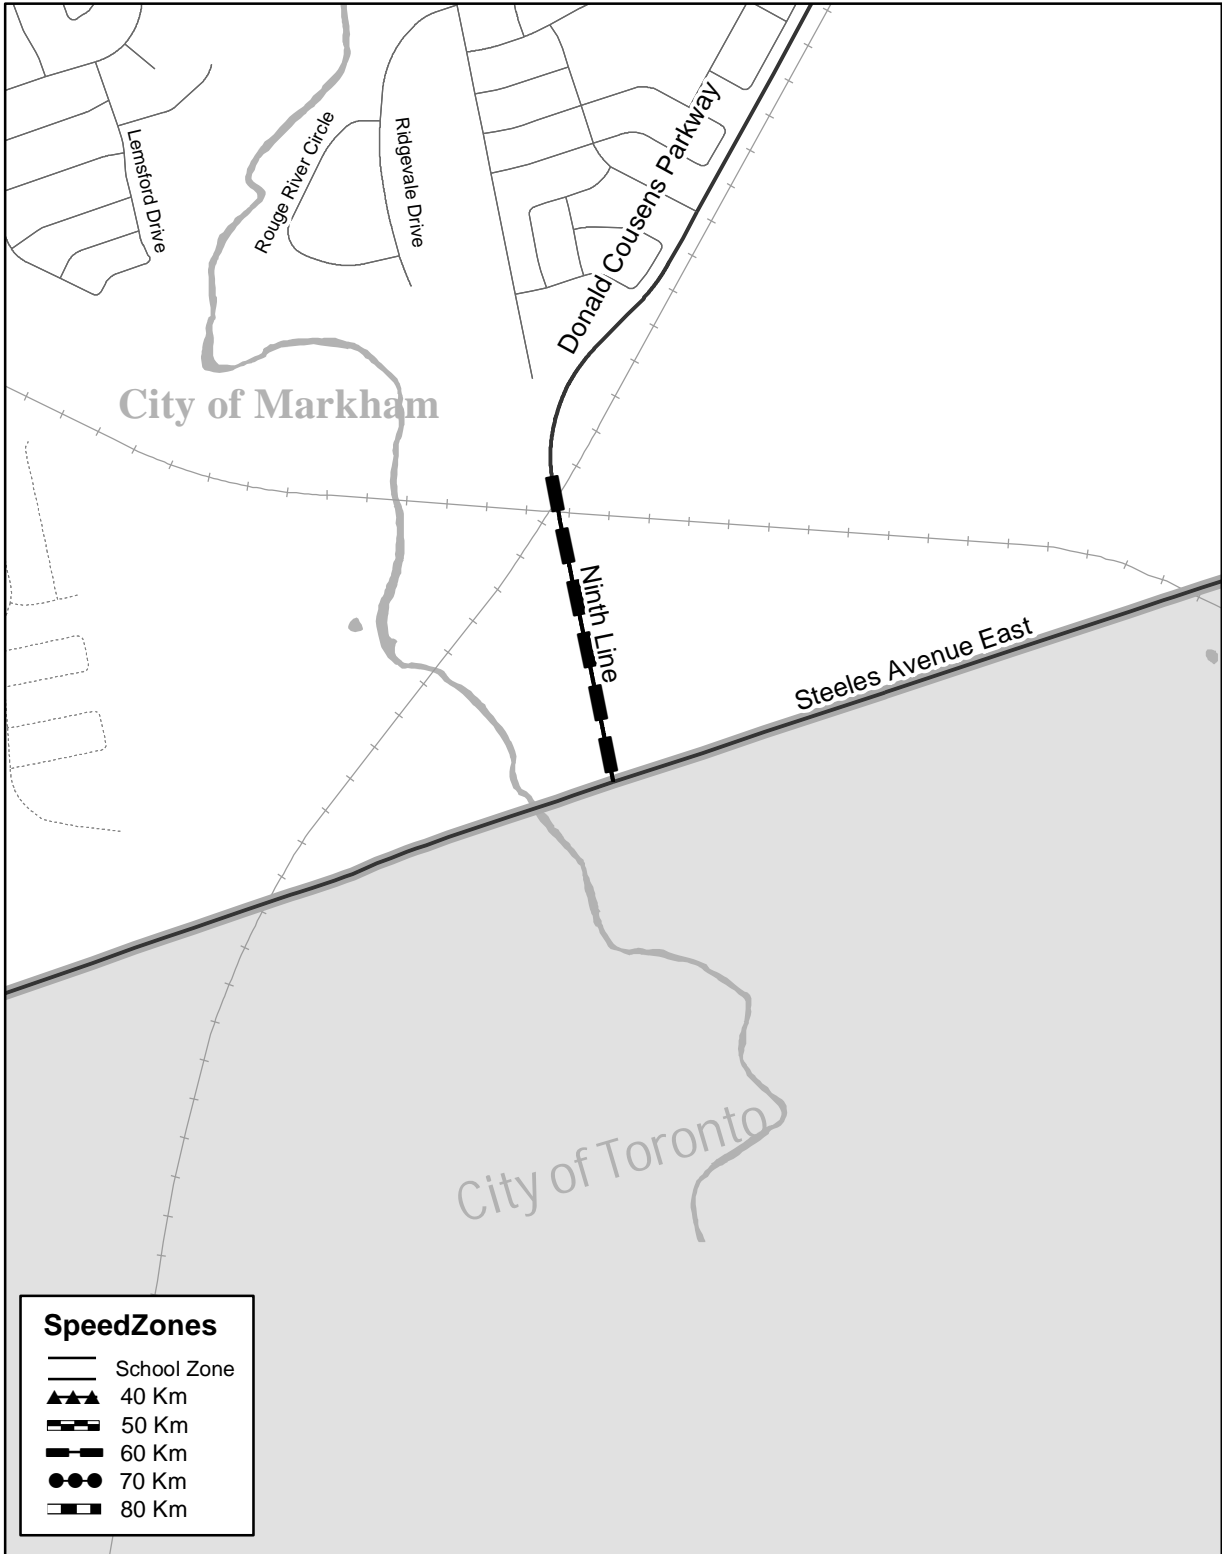 Lemsford Drive
Rouge River Circle
Ridgevale Drive
Donald Cousens Parkway
City of Markham
Ninth Line
Steeles Avenue East
City of Toronto
SpeedZones
School Zone
40 Km
50 Km
60 Km
70 Km
80 Km